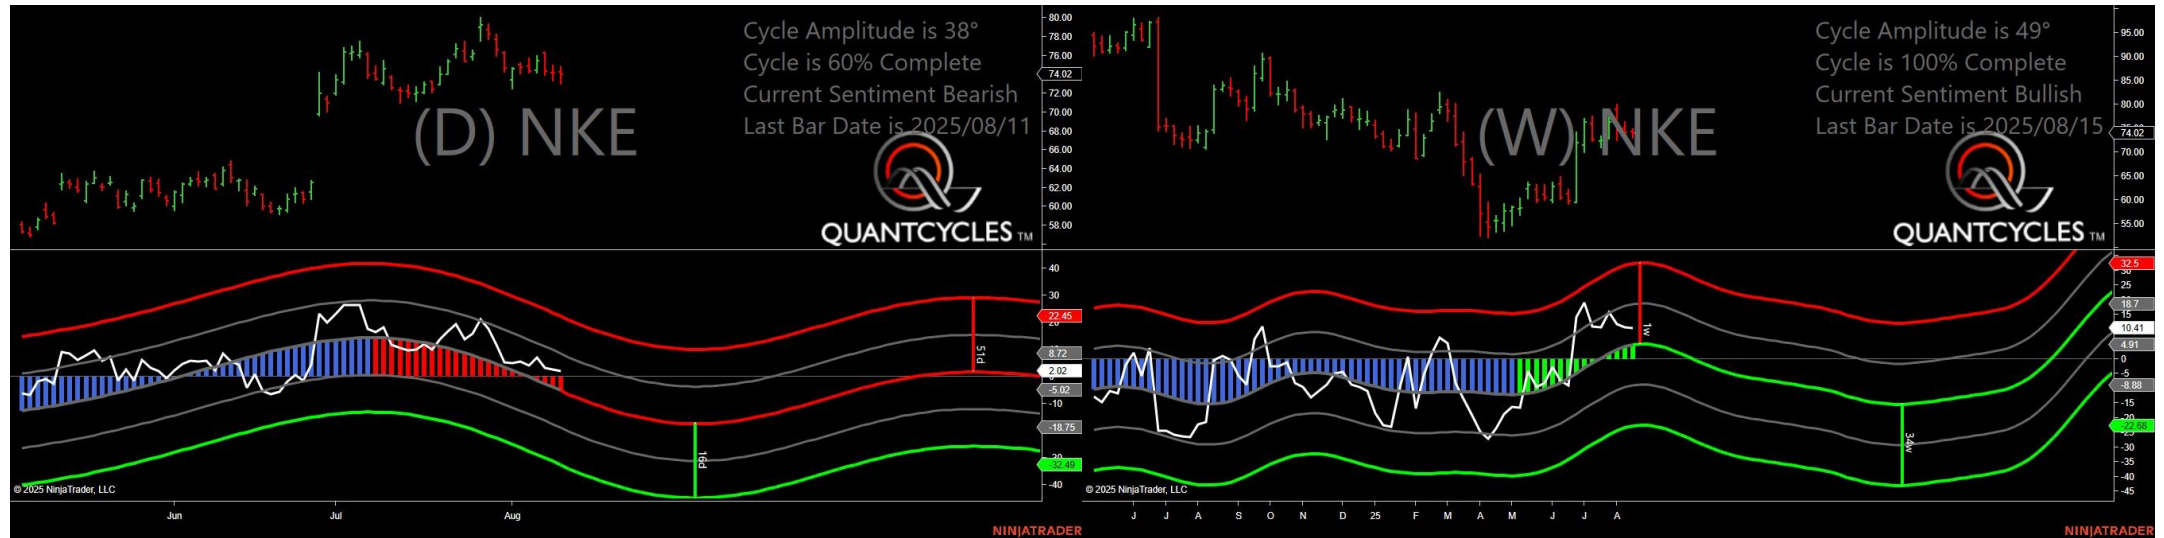 Cycle Amplitude is 38°
Cycle is 60% Complete
Current Sentiment Bearish
Last Bar Date is 2025/08/11
(D) NKE
QUANTCYCLES TM
80.00
78.00
76.00
74.02
72.00
70.00
68.00
66.00
64.00
62.00
60.00
58.00
40
30
22.45
8.72
2.02
-5.02
-10
-18.75
-32.49
-40
51d
16d
© 2025 NinjaTrader, LLC
Jun Jul Aug
NINJATRADER
Cycle Amplitude is 49°
Cycle is 100% Complete
Current Sentiment Bullish
Last Bar Date is 2025/08/15
(W) NKE
QUANTCYCLES TM
95.00
90.00
85.00
80.00
74.02
70.00
65.00
60.00
55.00
32.5
25
18.7
15
10.41
4.91
0
-5
-8.88
-15
-22.68
-30
-35
-40
-45
1w
34w
© 2025 NinjaTrader, LLC
J J A S O N D 25 F M A M J J A
NINJATRADER